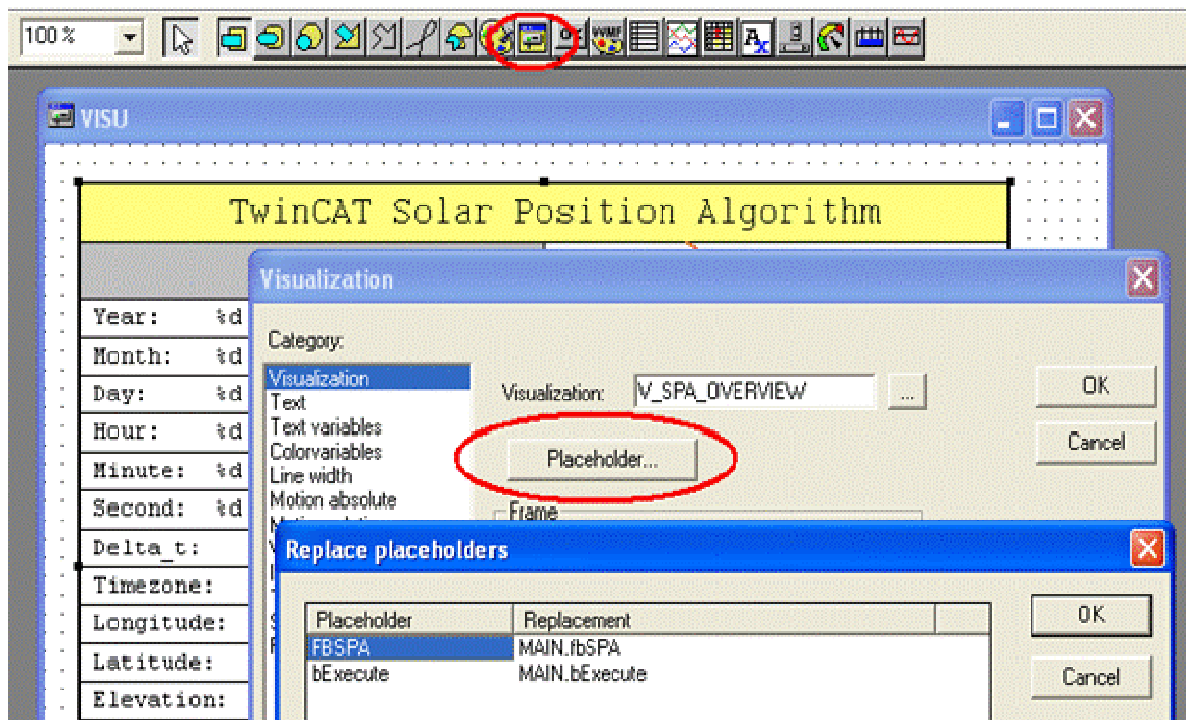 100 %
WMF
VISU
TwinCAT Solar Position Algorithm
Visualization
Year: %d
Category:
Month: %d
Visualization
Visualization: V_SPA_OVERVIEW ... OK
Day: %d
Text
Hour: %d
Text variables
Cancel
Colorvariables
Placeholder...
Minute: %d
Line width
Second: %d
Motion absolute
Frame
Delta_t:
Replace placeholders
Timezone:
Placeholder Replacement OK
Longitude:
FBSPA MAIN.fbSPA
Latitude:
bExecute MAIN.bExecute Cancel
Elevation: